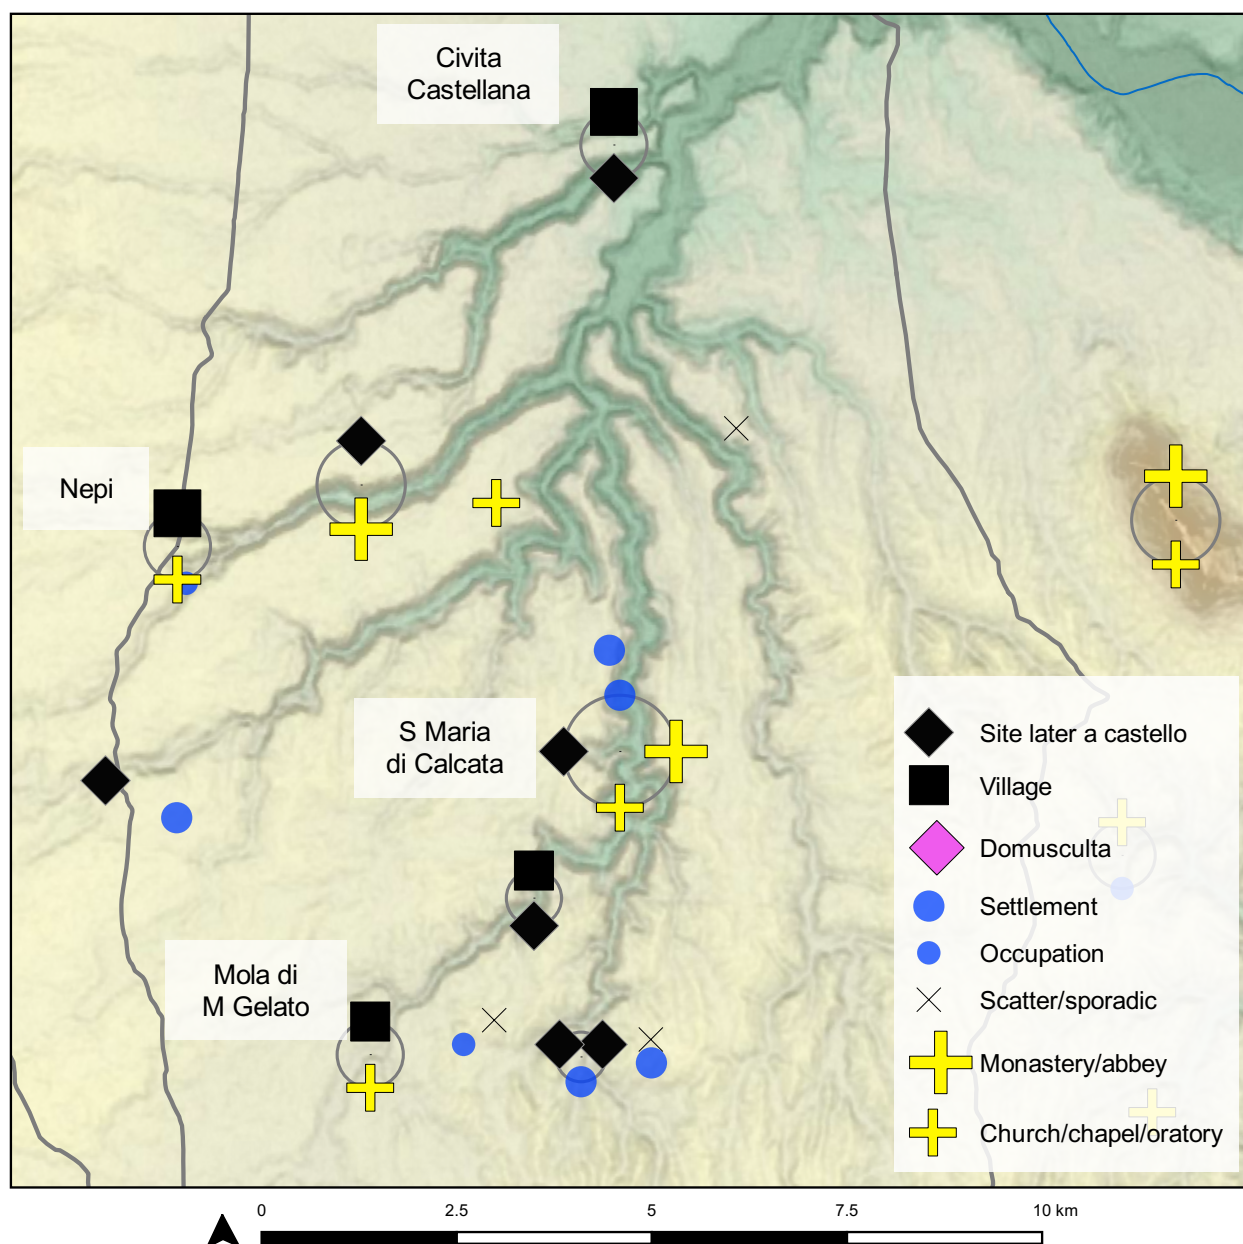 Civita
Castellana
Nepi
S Maria
di Calcata
Mola di
M Gelato
Site later a castello
Village
Domusculta
Settlement
Occupation
Scatter/sporadic
Monastery/abbey
Church/chapel/oratory
0 2.5 5 7.5 10 km